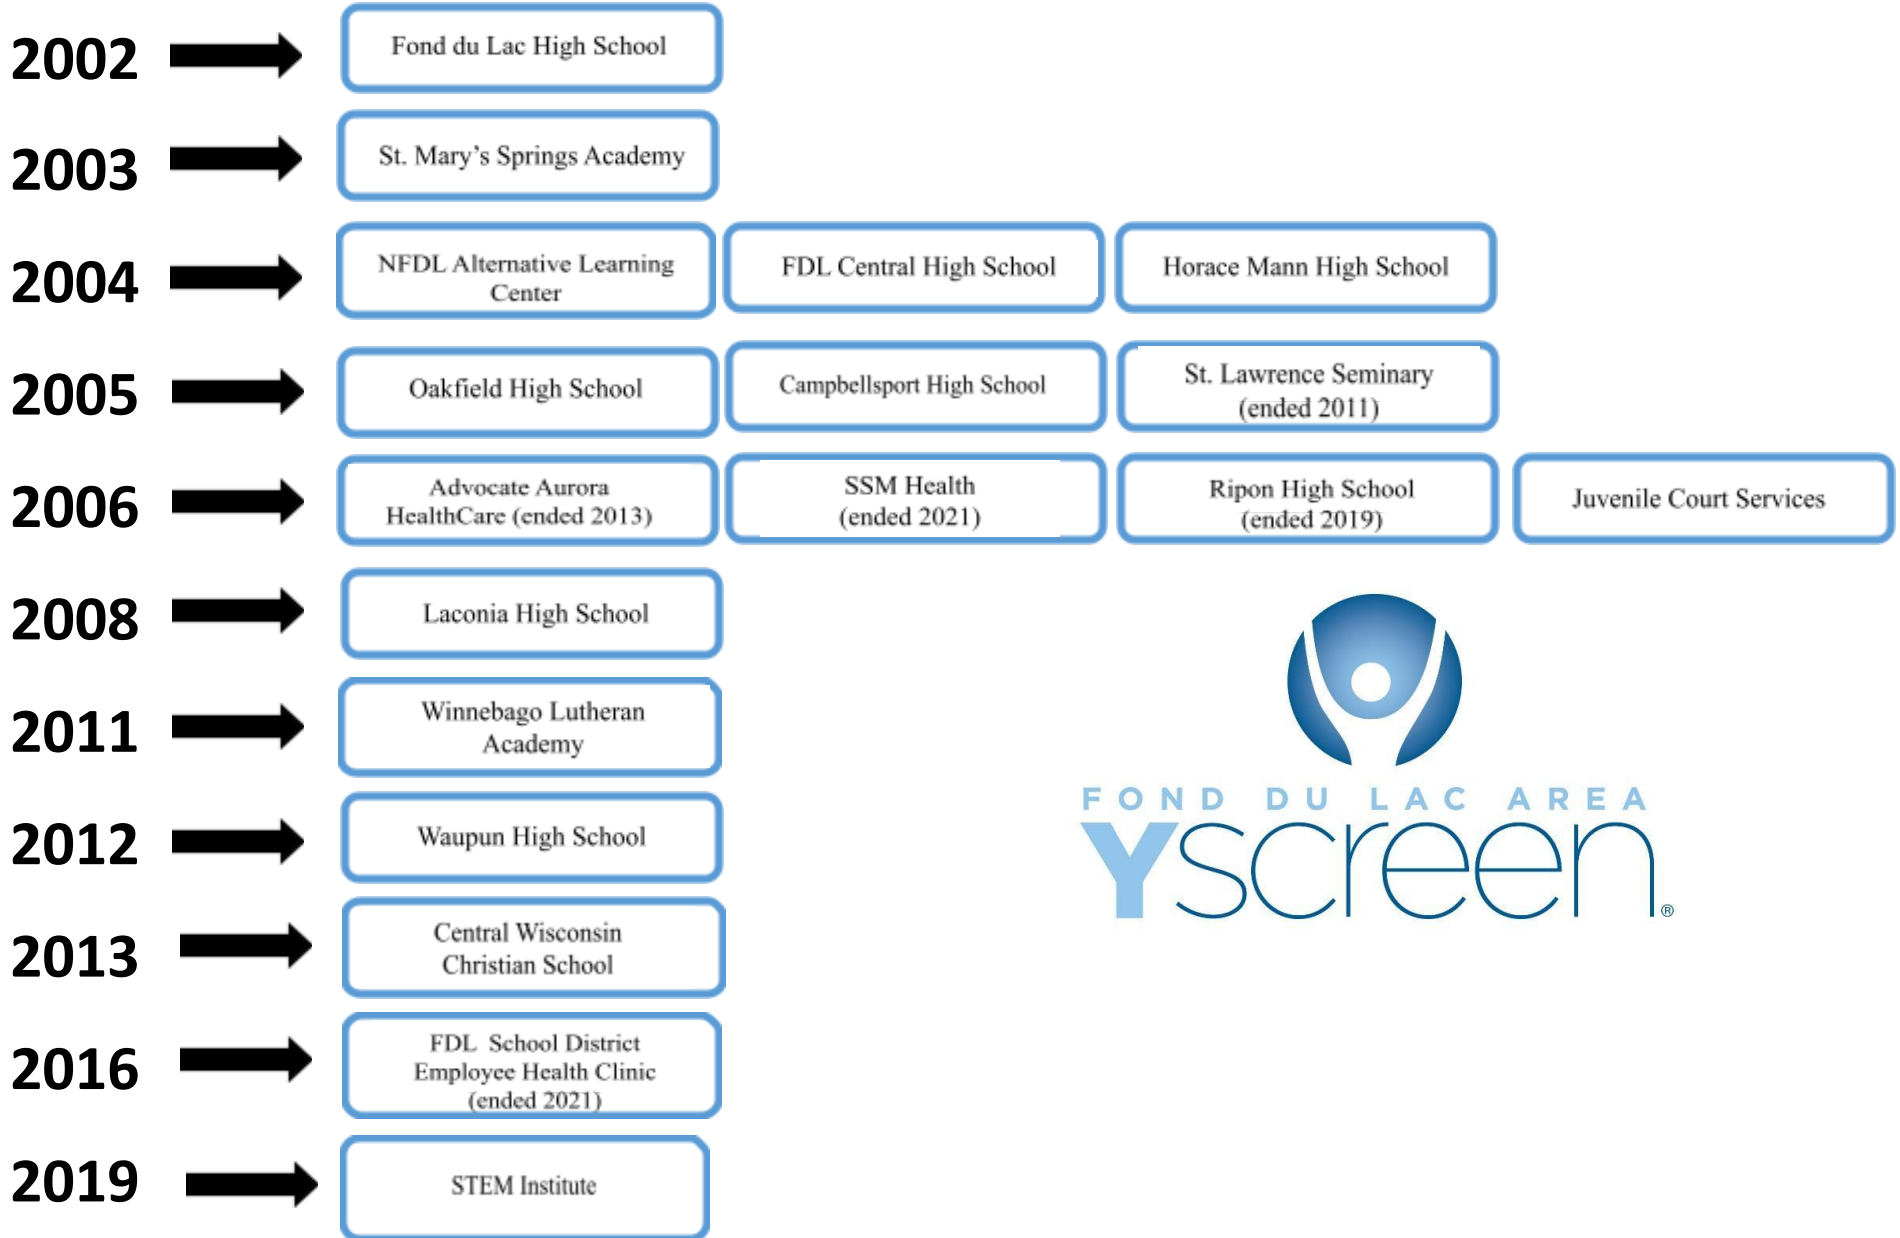 2002
Fond du Lac High School
2003
St. Mary's Springs Academy
2004
NFDL Alternative Learning
Center
FDL Central High School
Horace Mann High School
2005
Oakfield High School
Campbellsport High School
St. Lawrence Seminary
(ended 2011)
2006
Advocate Aurora
HealthCare (ended 2013)
SSM Health
(ended 2021)
Ripon High School
(ended 2019)
Juvenile Court Services
2008
Laconia High School
2011
Winnebago Lutheran
Academy
2012
Waupun High School
2013
Central Wisconsin
Christian School
2016
FDL School District
Employee Health Clinic
(ended 2021)
2019
STEM Institute
FOND DU LAC AREA
Yscreen®